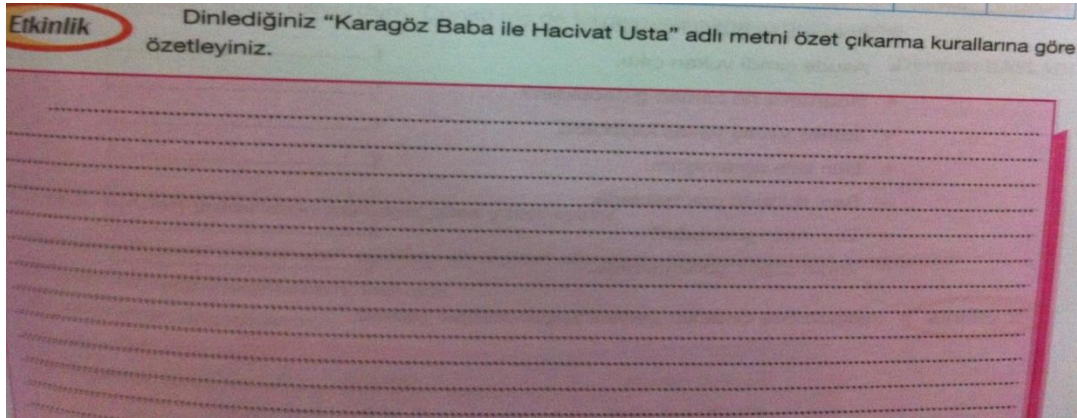 Etkinlik
Dinlediğiniz “Karagöz Baba ile Hacivat Usta” adlı metni özet çıkarma kurallarına göre
özetleyiniz.